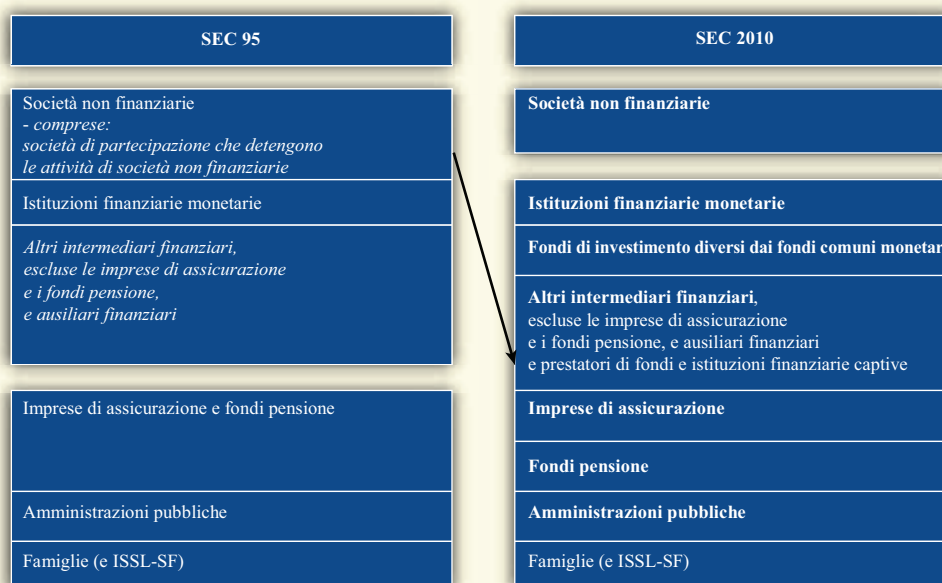 SEC 95
Società non finanziarie
- comprese:
società di partecipazione che detengono
le attività di società non finanziarie
Istituzioni finanziarie monetarie
Altri intermediari finanziari,
escluse le imprese di assicurazione
e i fondi pensione,
e ausiliari finanziari
Imprese di assicurazione e fondi pensione
Amministrazioni pubbliche
Famiglie (e ISSL-SF)
SEC 2010
Società non finanziarie
Istituzioni finanziarie monetarie
Fondi di investimento diversi dai fondi comuni monetar
Altri intermediari finanziari,
escluse le imprese di assicurazione
e i fondi pensione, e ausiliari finanziari
e prestatori di fondi e istituzioni finanziarie captive
Imprese di assicurazione
Fondi pensione
Amministrazioni pubbliche
Famiglie (e ISSL-SF)